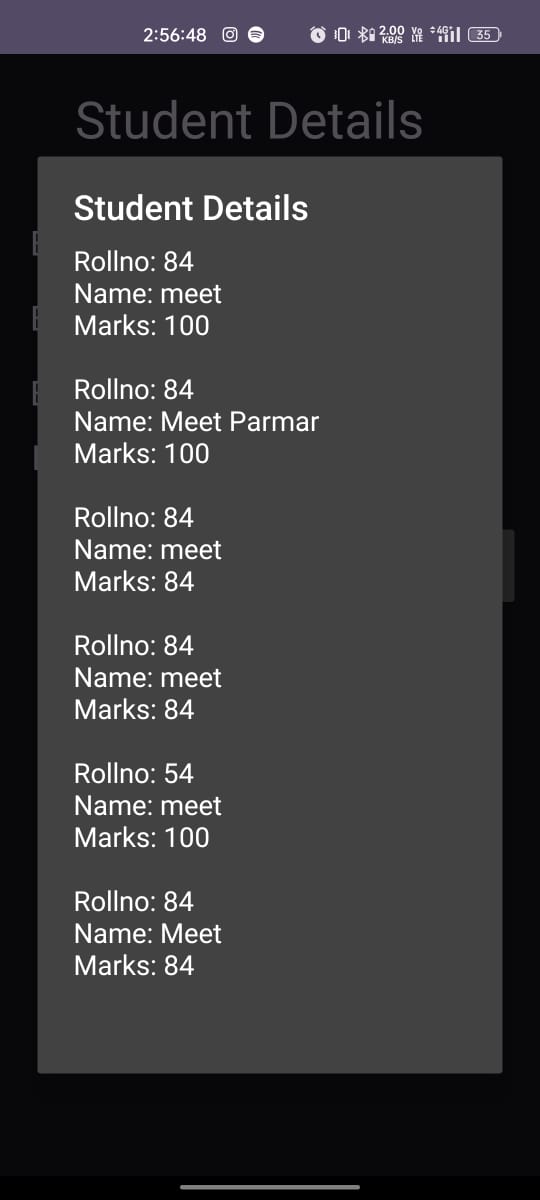 2:56:48 2.00 KB/S Vo LTE 4G+ 35
Student Details
Student Details
Rollno: 84
Name: meet
Marks: 100
Rollno: 84
Name: Meet Parmar
Marks: 100
Rollno: 84
Name: meet
Marks: 84
Rollno: 84
Name: meet
Marks: 84
Rollno: 54
Name: meet
Marks: 100
Rollno: 84
Name: Meet
Marks: 84